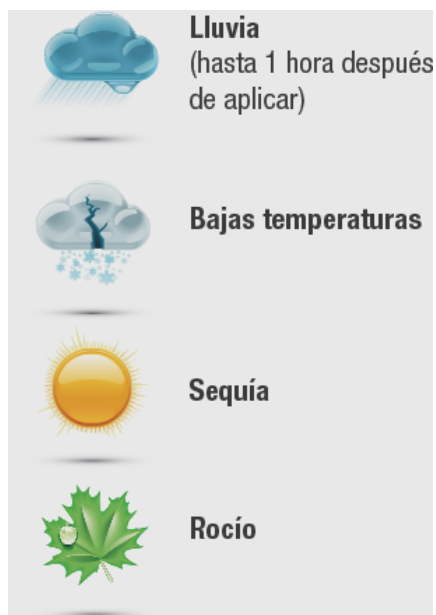 Lluvia
(hasta 1 hora después
de aplicar)
Bajas temperaturas
Sequía
Rocío